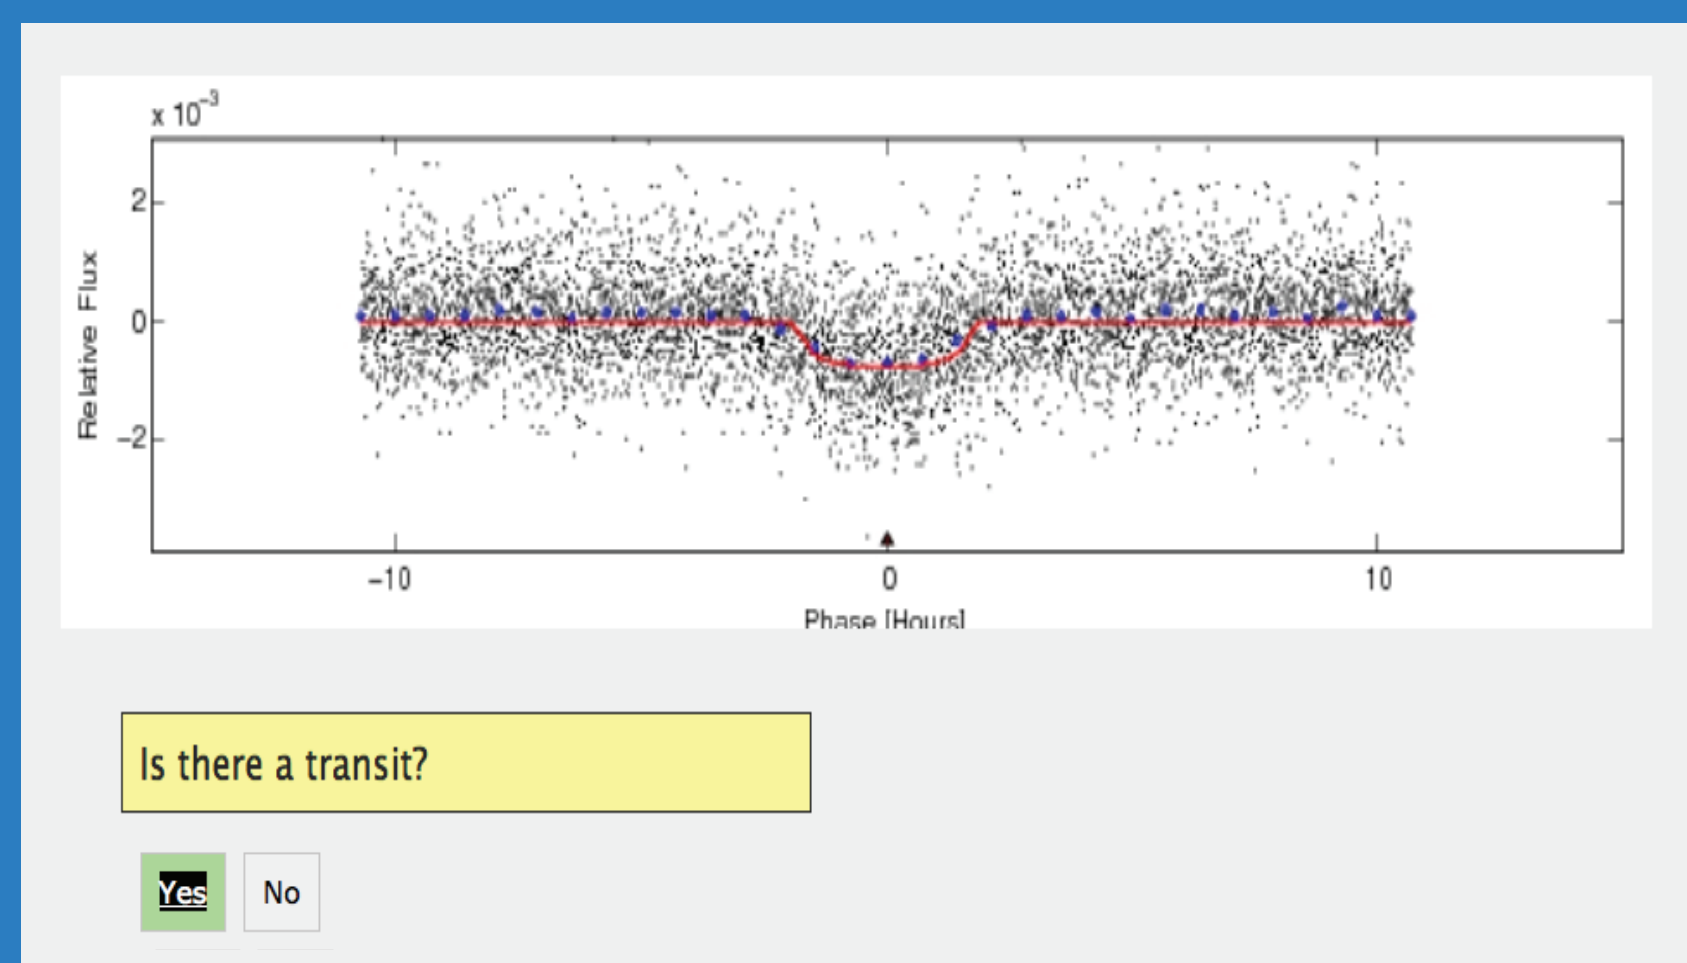 x 10⁻³
2
0
−2
Relative Flux
−10 0 10
Phase [Hours]
Is there a transit?
Yes No